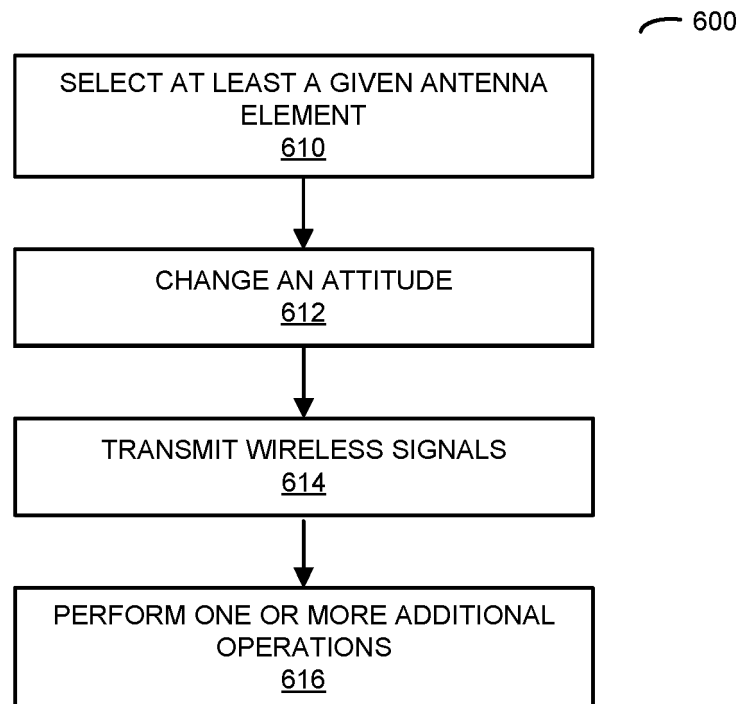 600
SELECT AT LEAST A GIVEN ANTENNA
ELEMENT
610
CHANGE AN ATTITUDE
612
TRANSMIT WIRELESS SIGNALS
614
PERFORM ONE OR MORE ADDITIONAL
OPERATIONS
616